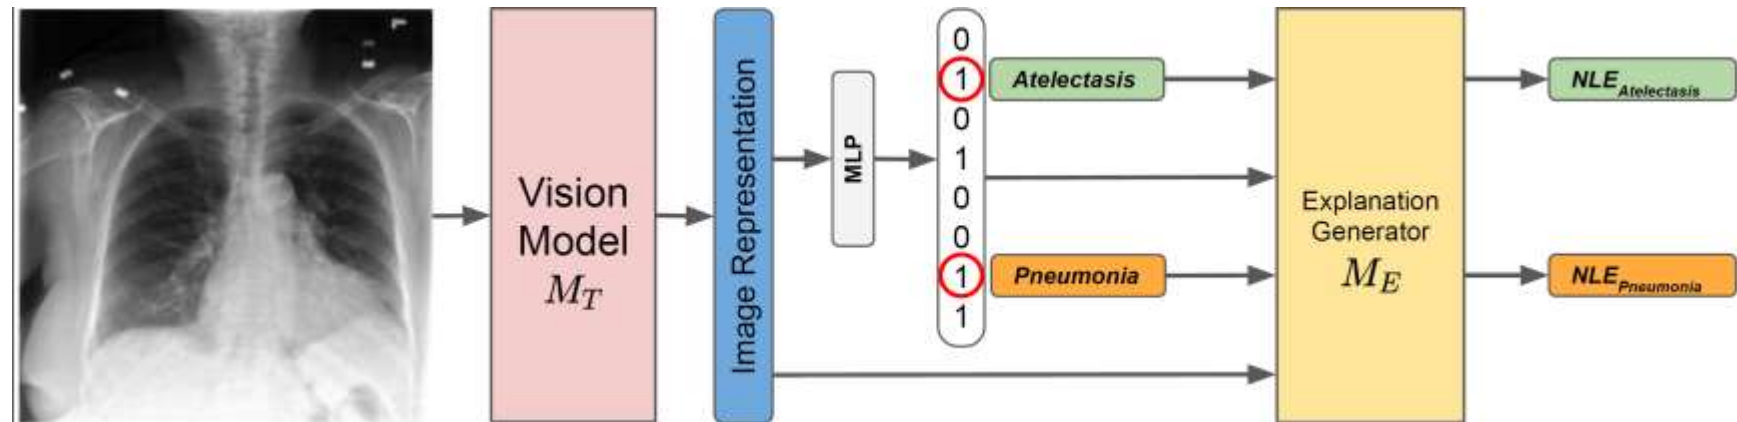 Vision
Model
M_T
Image Representation
MLP
0
1
0
1
0
0
1
1
Atelectasis
Pneumonia
Explanation
Generator
M_E
NLE_Atelectasis
NLE_Pneumonia